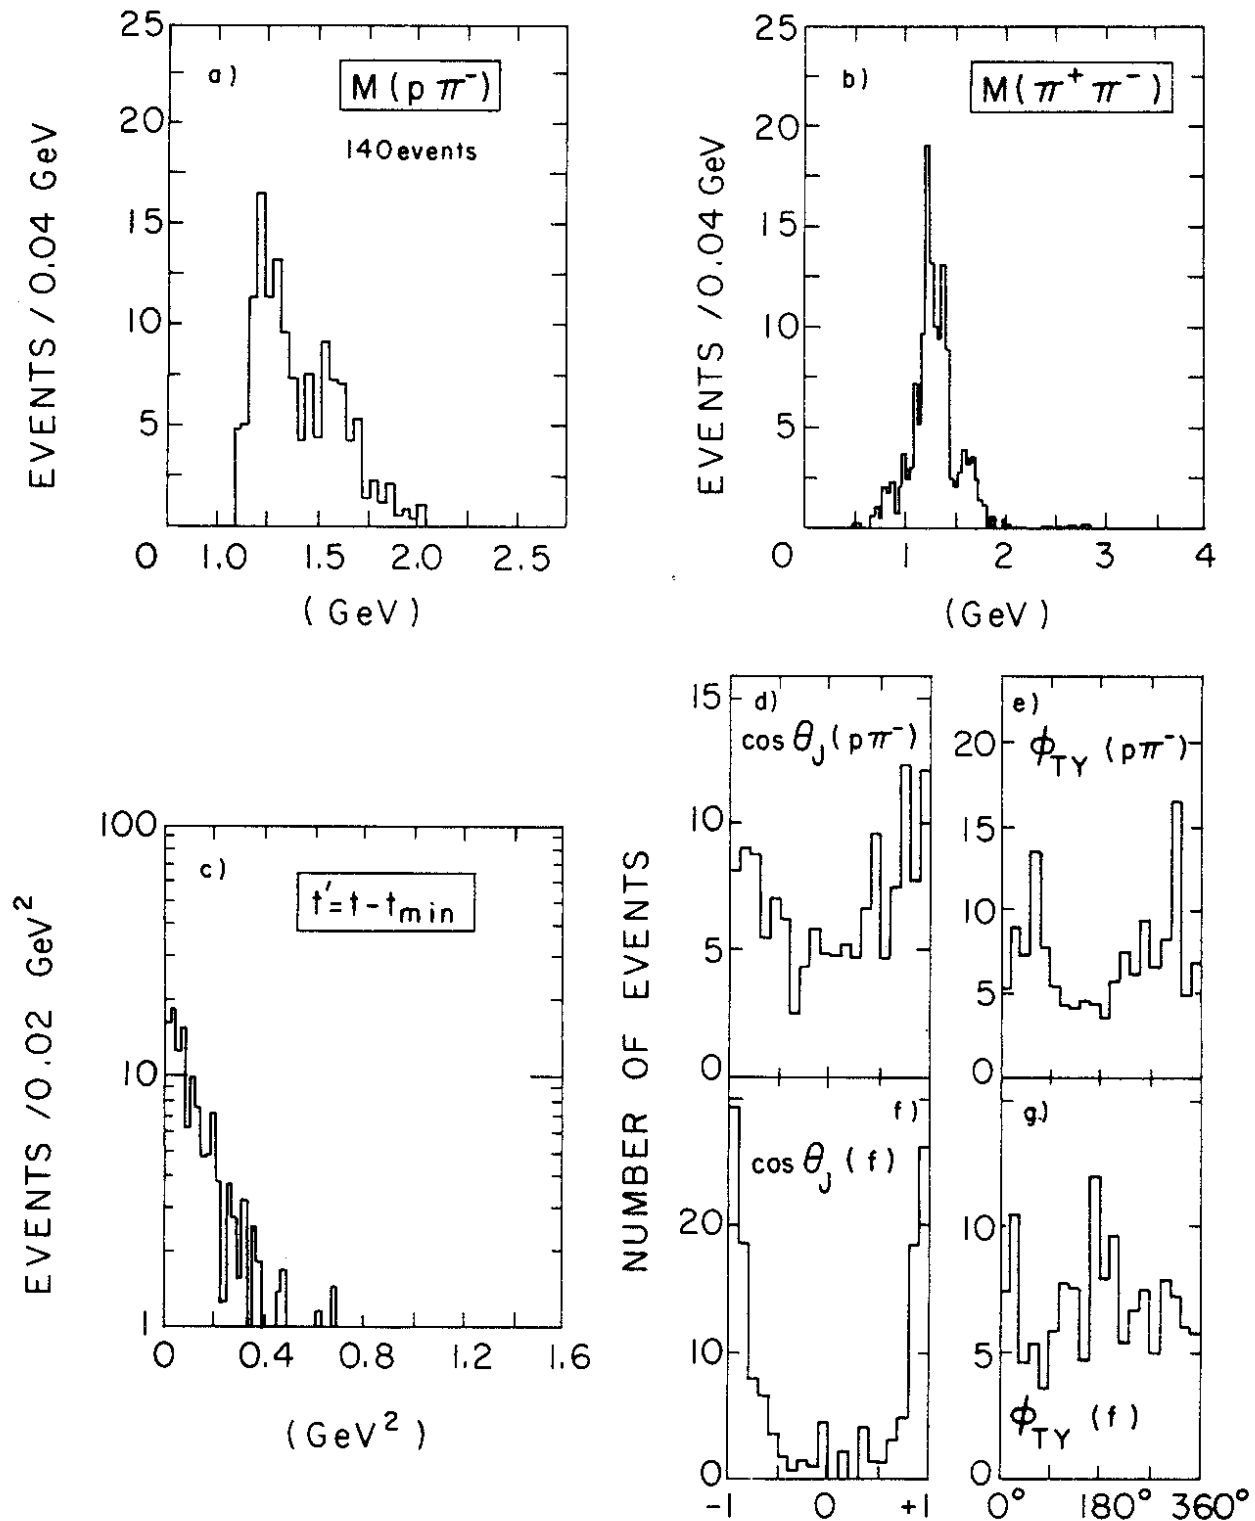 a)
M (p π⁻)
140 events
EVENTS / 0.04 GeV
25
20
15
10
5
0
1.0 1.5 2.0 2.5
(GeV)
b)
M (π⁺ π⁻)
EVENTS / 0.04 GeV
25
20
15
10
5
0 1 2 3 4
(GeV)
c)
t′= t - tmin
EVENTS / 0.02 GeV²
100
10
1
0 0.4 0.8 1.2 1.6
(GeV²)
NUMBER OF EVENTS
d)
cos θJ (pπ⁻)
15
10
5
0
e)
ϕTY (pπ⁻)
20
15
10
5
0
f)
cos θJ (f)
20
10
0
-1 0 +1
g.)
ϕTY (f)
10
5
0
0° 180° 360°